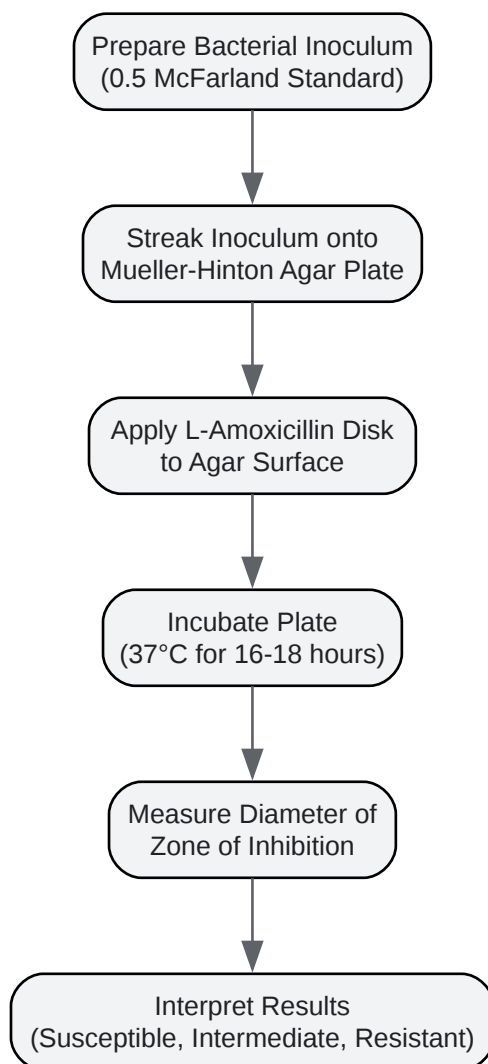 Prepare Bacterial Inoculum
(0.5 McFarland Standard)
Streak Inoculum onto
Mueller-Hinton Agar Plate
Apply L-Amoxicillin Disk
to Agar Surface
Incubate Plate
(37°C for 16-18 hours)
Measure Diameter of
Zone of Inhibition
Interpret Results
(Susceptible, Intermediate, Resistant)